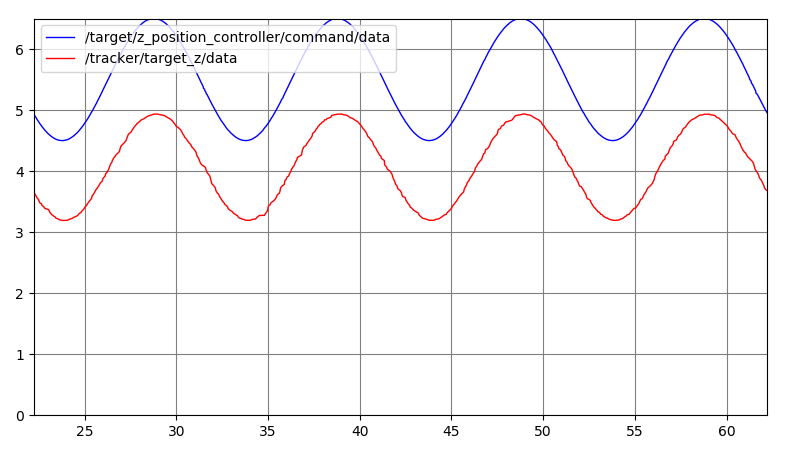 /target/z_position_controller/command/data
/tracker/target_z/data
6
5
4
3
2
1
0
25 30 35 40 45 50 55 60